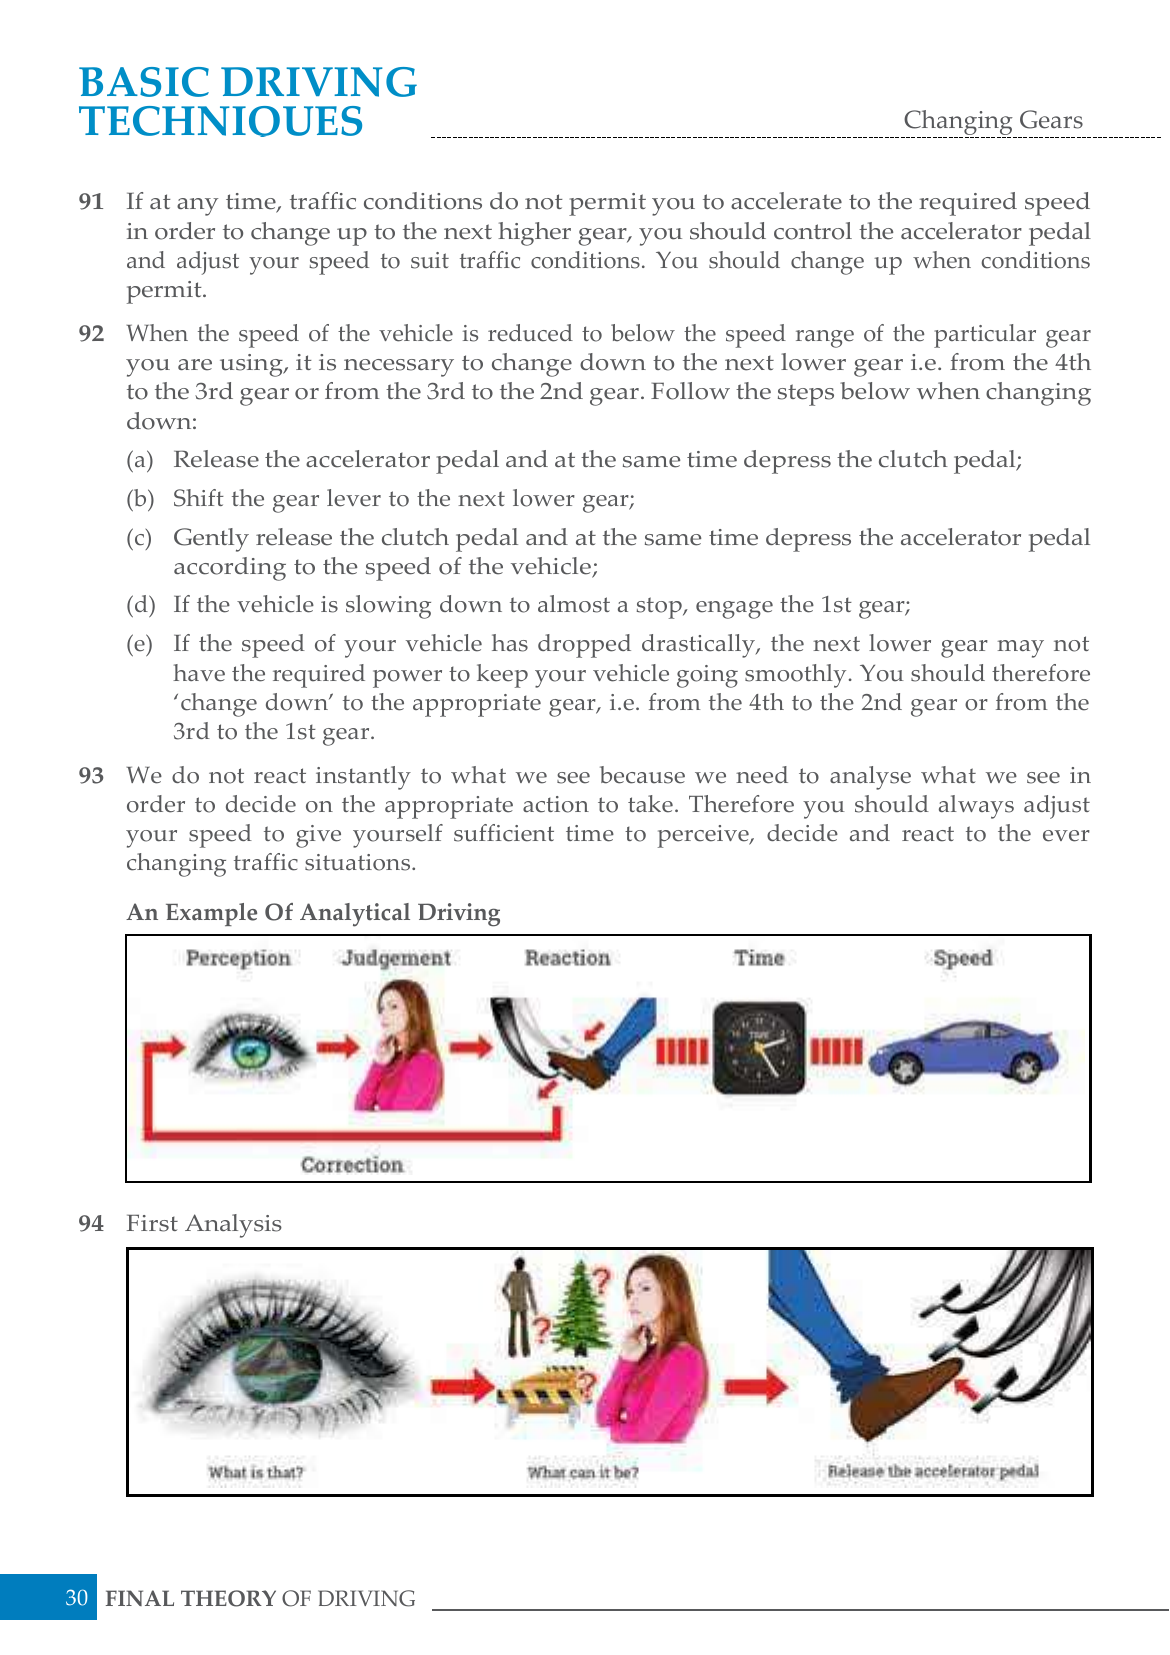 BASIC DRIVING
TECHNIQUES
Changing Gears
91 If at any time, traffic conditions do not permit you to accelerate to the required speed
in order to change up to the next higher gear, you should control the accelerator pedal
and adjust your speed to suit traffic conditions. You should change up when conditions
permit.
92 When the speed of the vehicle is reduced to below the speed range of the particular gear
you are using, it is necessary to change down to the next lower gear i.e. from the 4th
to the 3rd gear or from the 3rd to the 2nd gear. Follow the steps below when changing
down:
(a) Release the accelerator pedal and at the same time depress the clutch pedal;
(b) Shift the gear lever to the next lower gear;
(c) Gently release the clutch pedal and at the same time depress the accelerator pedal
according to the speed of the vehicle;
(d) If the vehicle is slowing down to almost a stop, engage the 1st gear;
(e) If the speed of your vehicle has dropped drastically, the next lower gear may not
have the required power to keep your vehicle going smoothly. You should therefore
‘change down’ to the appropriate gear, i.e. from the 4th to the 2nd gear or from the
3rd to the 1st gear.
93 We do not react instantly to what we see because we need to analyse what we see in
order to decide on the appropriate action to take. Therefore you should always adjust
your speed to give yourself sufficient time to perceive, decide and react to the ever
changing traffic situations.
An Example Of Analytical Driving
Perception Judgement Reaction Time Speed
TIME
Correction
94 First Analysis
? ? ?
What is that? What can it be? Release the accelerator pedal
30 FINAL THEORY OF DRIVING